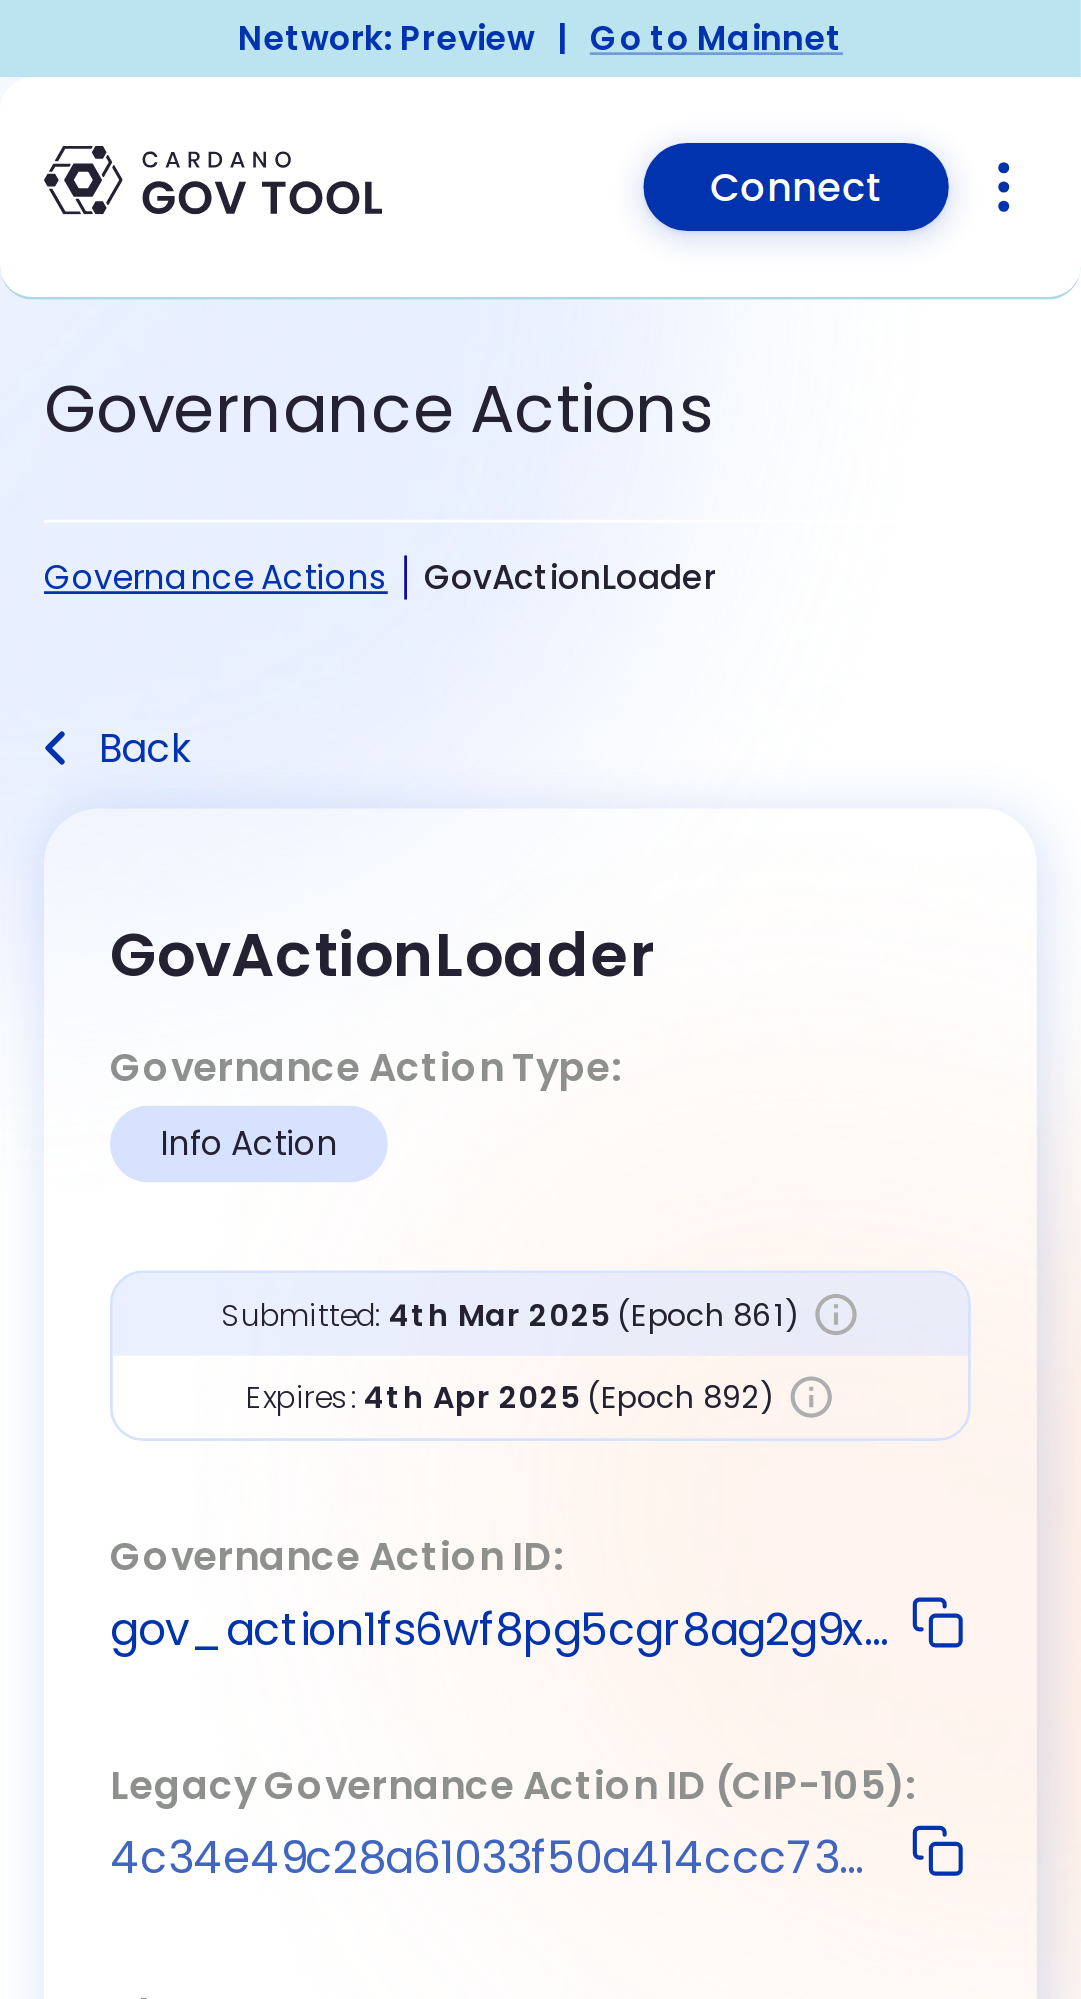 Network: Preview | Go to Mainnet
CARDANO
GOV TOOL
Connect
Governance Actions
Governance Actions | GovActionLoader
Back
GovActionLoader
Governance Action Type:
Info Action
Submitted: 4th Mar 2025 (Epoch 861)
Expires: 4th Apr 2025 (Epoch 892)
Governance Action ID:
gov_action1fs6wf8pg5cgr8ag2g9x...
Legacy Governance Action ID (CIP-105):
4c34e49c28a61033f50a414ccc73...